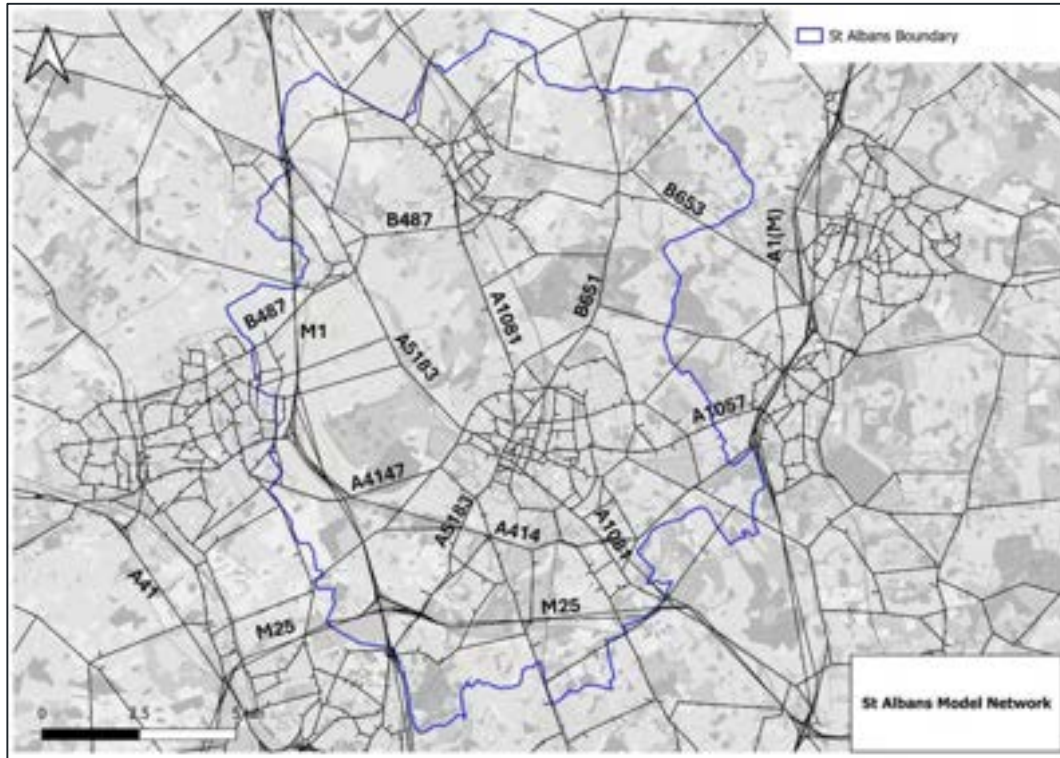 St Albans Boundary
B653
B487
A1(M)
B651
A1081
B487
M1
A5183
A1057
A4147
A5183
A414
A1081
A41
M25
M25
0 2.5 5
St Albans Model Network